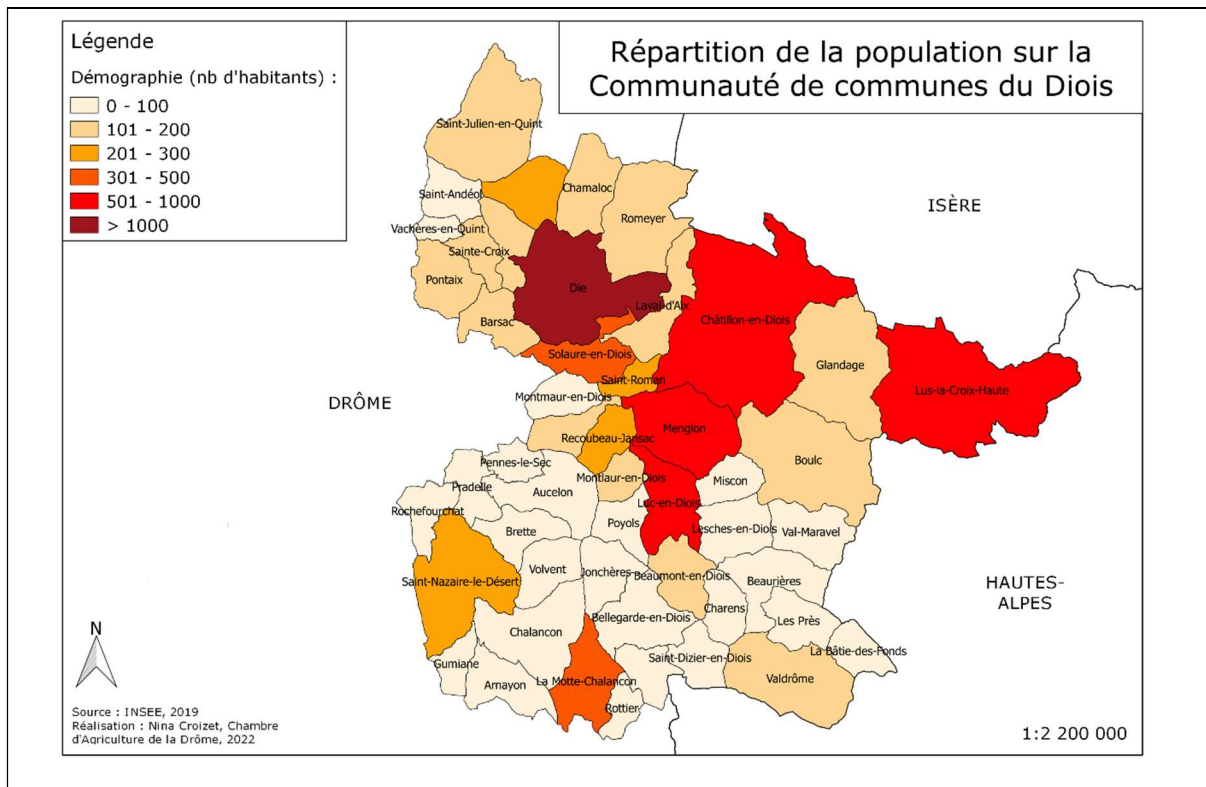 Légende
Démographie (nb d'habitants) :
0 - 100
101 - 200
201 - 300
301 - 500
501 - 1000
> 1000
Répartition de la population sur la
Communauté de communes du Diois
Saint-Julien-en-Quint
Saint-Andéol
Chamaloc
Romeyer
ISÈRE
Vachères-en-Quint
Sainte-Croix
Pontaix
Die
Barsac
Laval-d'Aix
Châtillon-en-Diois
Solaure-en-Diois
Glandage
Saint-Roman
Lus-la-Croix-Haute
Montmaur-en-Diois
DRÔME
Menglon
Recoubeau-Jansac
Boulc
Pennes-le-Sec
Montlaur-en-Diois
Miscon
Pradelle
Aucelon
Luc-en-Diois
Rochefourchat
Poyols
Lesches-en-Diois
Val-Maravel
Brette
Volvent
Jonchères
Beaumont-en-Diois
Beaurières
Saint-Nazaire-le-Désert
HAUTES-
ALPES
Charens
Bellegarde-en-Diois
Les Près
Chalancon
La Bâtie-des-Fonds
Saint-Dizier-en-Diois
Gumiane
Valdrôme
La Motte-Chalancon
Arnayon
Rottier
N
Source : INSEE, 2019
Réalisation : Nina Croizet, Chambre
d'Agriculture de la Drôme, 2022
1:2 200 000